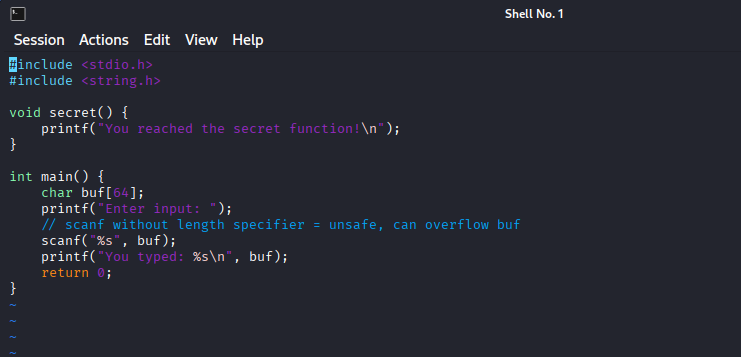 Shell No. 1
Session Actions Edit View Help
#include <stdio.h>
#include <string.h>
void secret() {
    printf("You reached the secret function!\n");
}
int main() {
    char buf[64];
    printf("Enter input: ");
    // scanf without length specifier = unsafe, can overflow buf
    scanf("%s", buf);
    printf("You typed: %s\n", buf);
    return 0;
}
~
~
~
~